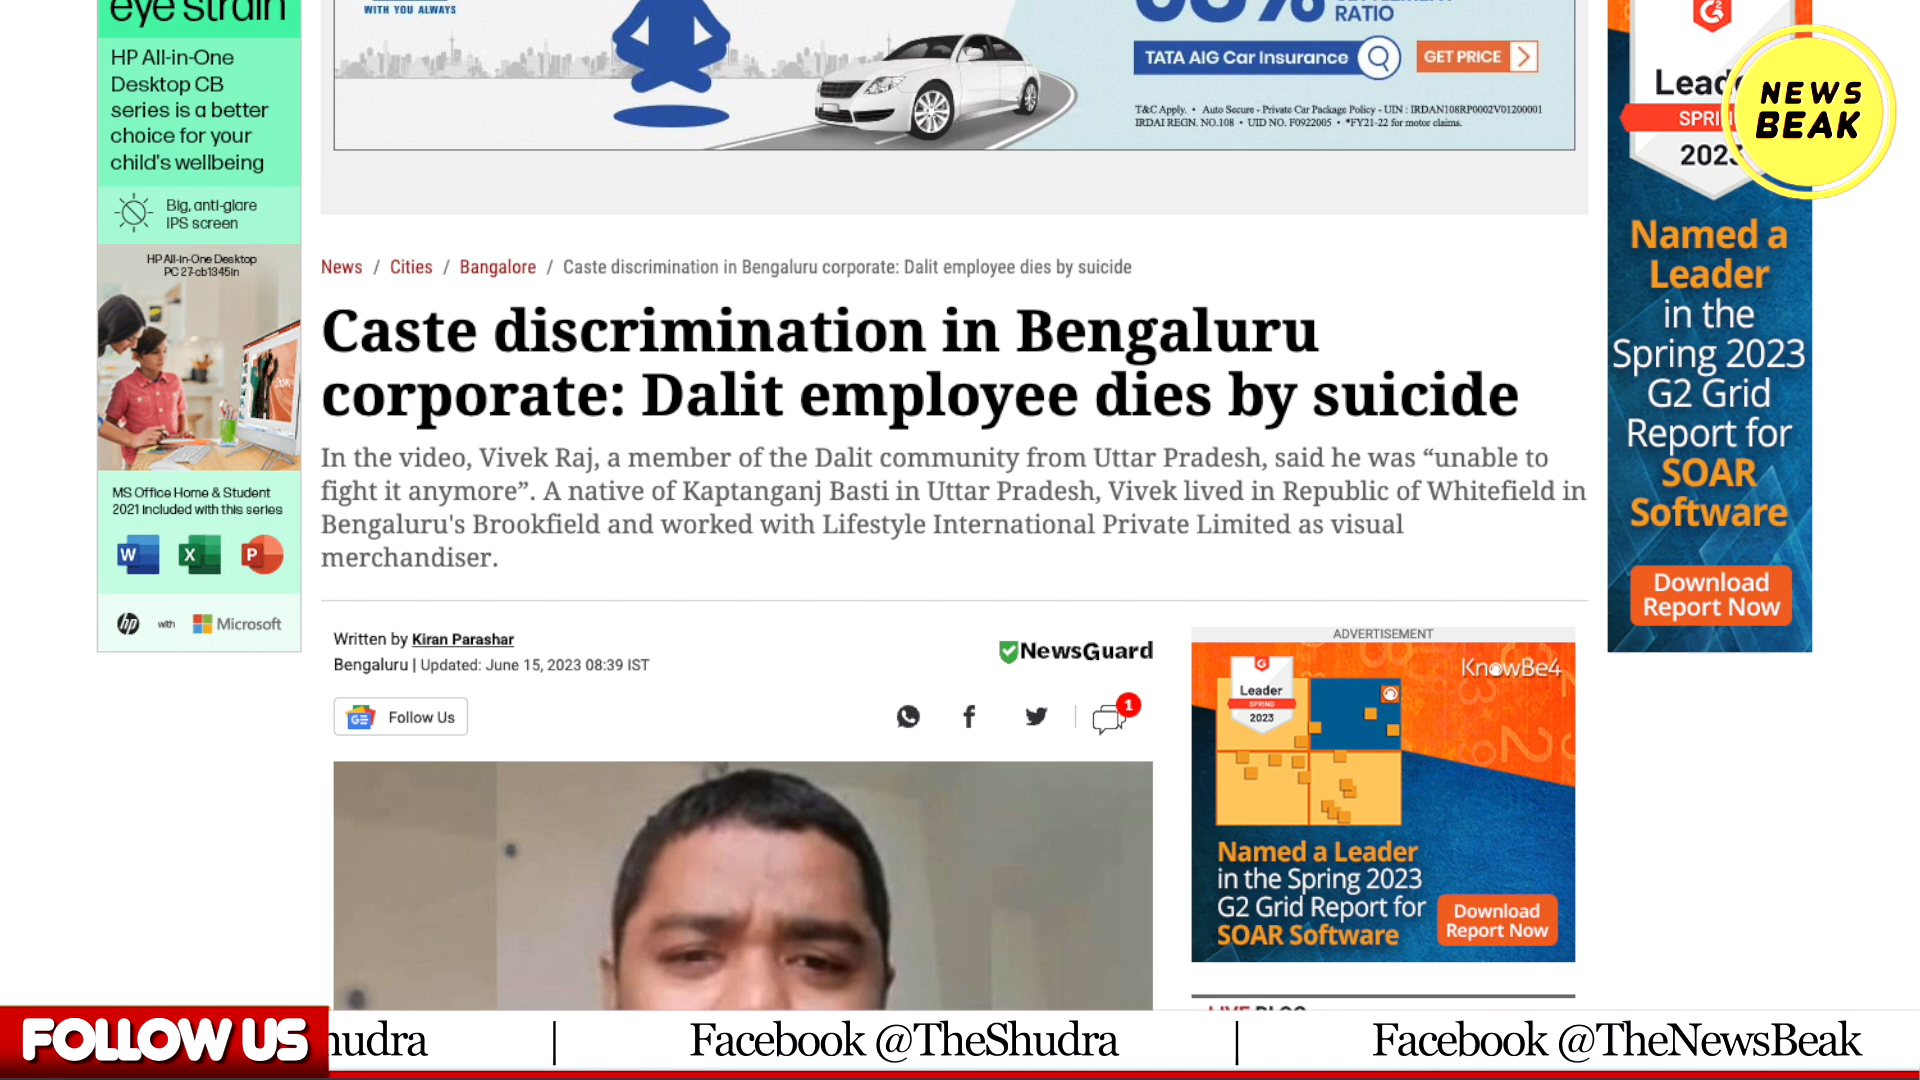 eye strain
HP All-in-One
Desktop CB
series is a better
choice for your
child's wellbeing
Big, anti-glare
IPS screen
HP All-in-One Desktop
PC 27-cb1345in
MS Office Home & Student
2021 included with this series
W X P
hp with Microsoft
WITH YOU ALWAYS
RATIO
TATA AIG Car Insurance
GET PRICE
T&C Apply. • Auto Secure - Private Car Package Policy - UIN : IRDAN108RP0002V01200001
IRDAI REGN. NO.108 • UID NO. F0922005 • *FY21-22 for motor claims.
NEWS
BEAK
2023
Named a
Leader
in the
Spring 2023
G2 Grid
Report for
SOAR
Software
Download
Report Now
News / Cities / Bangalore / Caste discrimination in Bengaluru corporate: Dalit employee dies by suicide
Caste discrimination in Bengaluru
corporate: Dalit employee dies by suicide
In the video, Vivek Raj, a member of the Dalit community from Uttar Pradesh, said he was “unable to
fight it anymore”. A native of Kaptanganj Basti in Uttar Pradesh, Vivek lived in Republic of Whitefield in
Bengaluru's Brookfield and worked with Lifestyle International Private Limited as visual
merchandiser.
Written by Kiran Parashar
Bengaluru | Updated: June 15, 2023 08:39 IST
NewsGuard
GE Follow Us
1
ADVERTISEMENT
KnowBe4
Leader
SPRING
2023
Named a Leader
in the Spring 2023
G2 Grid Report for
SOAR Software
Download
Report Now
FOLLOW US
hudra | Facebook @TheShudra | Facebook @TheNewsBeak